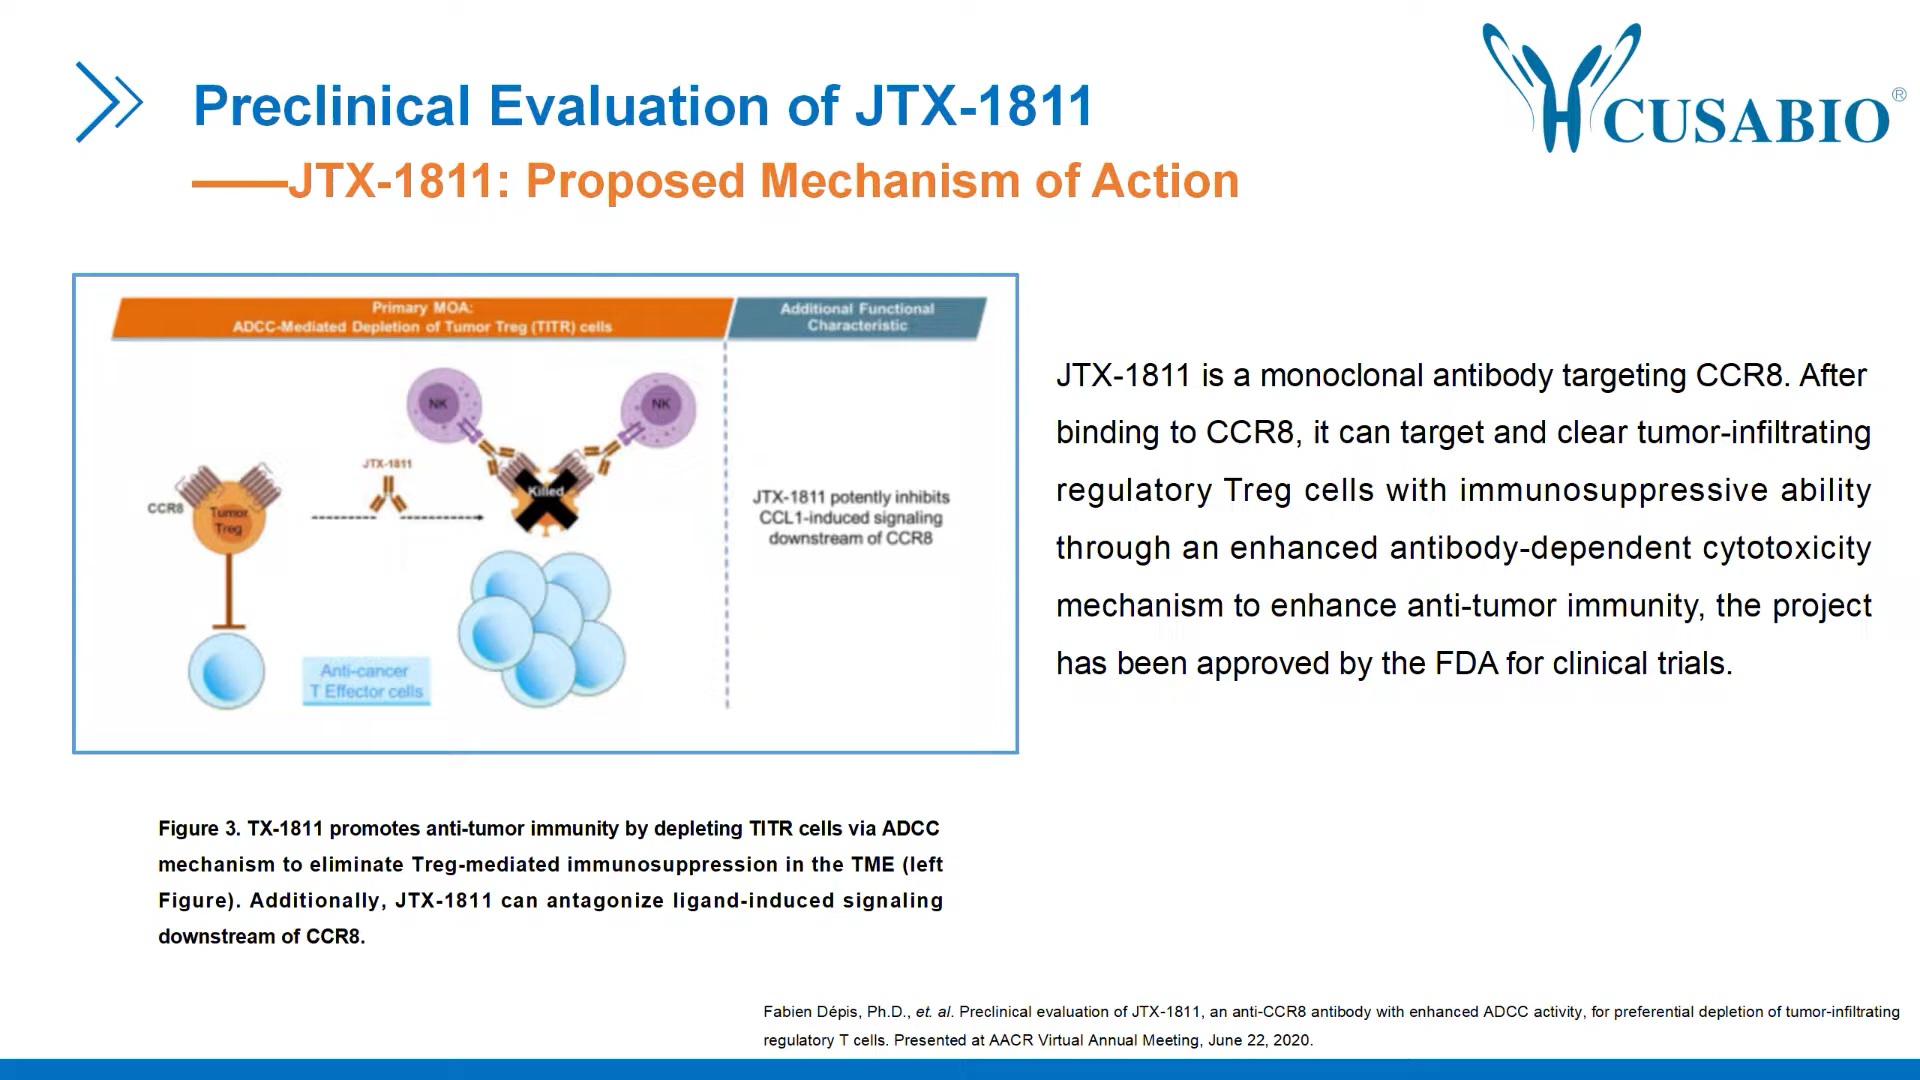 CUSABIO®
Preclinical Evaluation of JTX-1811
——JTX-1811: Proposed Mechanism of Action
Primary MOA:
ADCC-Mediated Depletion of Tumor Treg (TITR) cells
Additional Functional
Characteristic
NK
NK
JTX-1811
CCR8
Tumor
Treg
Killed
JTX-1811 potently inhibits
CCL1-induced signaling
downstream of CCR8
Anti-cancer
T Effector cells
JTX-1811 is a monoclonal antibody targeting CCR8. After
binding to CCR8, it can target and clear tumor-infiltrating
regulatory Treg cells with immunosuppressive ability
through an enhanced antibody-dependent cytotoxicity
mechanism to enhance anti-tumor immunity, the project
has been approved by the FDA for clinical trials.
Figure 3. TX-1811 promotes anti-tumor immunity by depleting TITR cells via ADCC
mechanism to eliminate Treg-mediated immunosuppression in the TME (left
Figure). Additionally, JTX-1811 can antagonize ligand-induced signaling
downstream of CCR8.
Fabien Dépis, Ph.D., et. al. Preclinical evaluation of JTX-1811, an anti-CCR8 antibody with enhanced ADCC activity, for preferential depletion of tumor-infiltrating
regulatory T cells. Presented at AACR Virtual Annual Meeting, June 22, 2020.